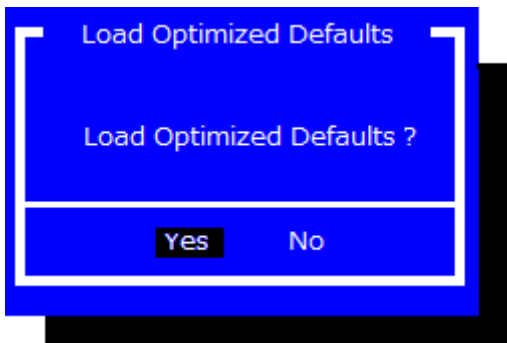 Load Optimized Defaults
Load Optimized Defaults ?
Yes No